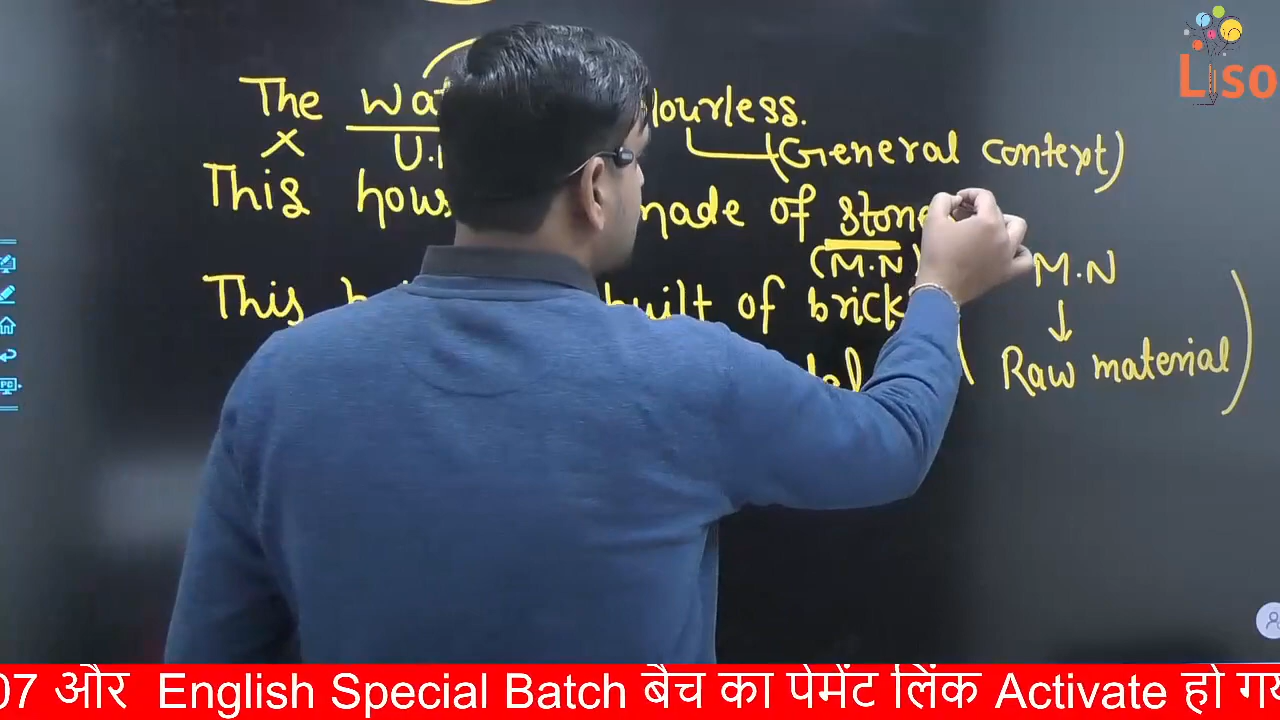 Liso
The Wat lourless.
X U. (General context)
This hous made of stone
(M.N) M.N
This built of brick
↓
Raw material
07 और English Special Batch बैच का पेमेंट लिंक Activate हो गय